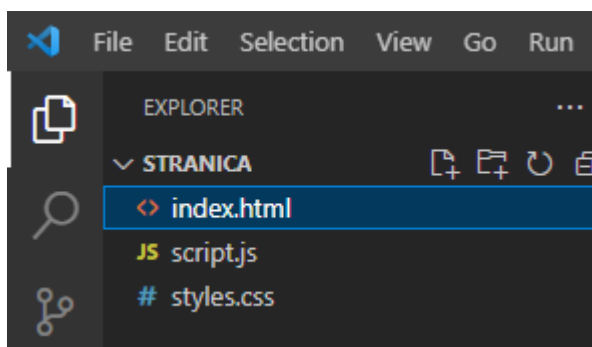 File Edit Selection View Go Run
EXPLORER
STRANICA
index.html
JS script.js
# styles.css